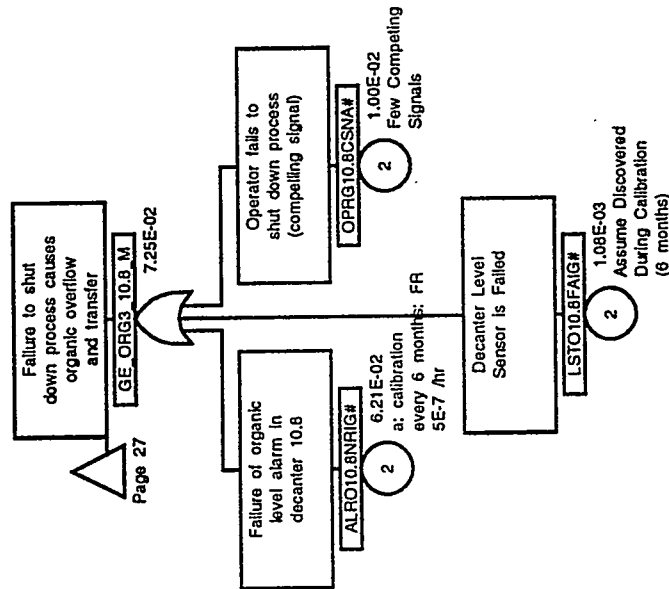 Failure to shut
down process causes
organic overflow
and transfer
GE_ORG3_10.8_M
7.25E-02
Page 27
Failure of organic
level alarm in
decanter 10.8
ALRO10.8NRIG#
2
6.21E-02
a: calibration
every 6 months; FR
5E-7 /hr
Operator fails to
shut down process
(compelling signal)
OPRG10.8CSNA#
2
1.00E-02
Few Competing
Signals
Decanter Level
Sensor is Failed
LSTO10.8FAIG#
2
1.08E-03
Assume Discovered
During Calibration
(6 months)